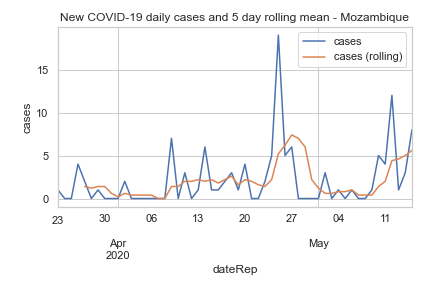 New COVID-19 daily cases and 5 day rolling mean - Mozambique
cases
cases (rolling)
15
10
5
0
cases
23
30
06
13
20
27
04
11
Apr
2020
May
dateRep